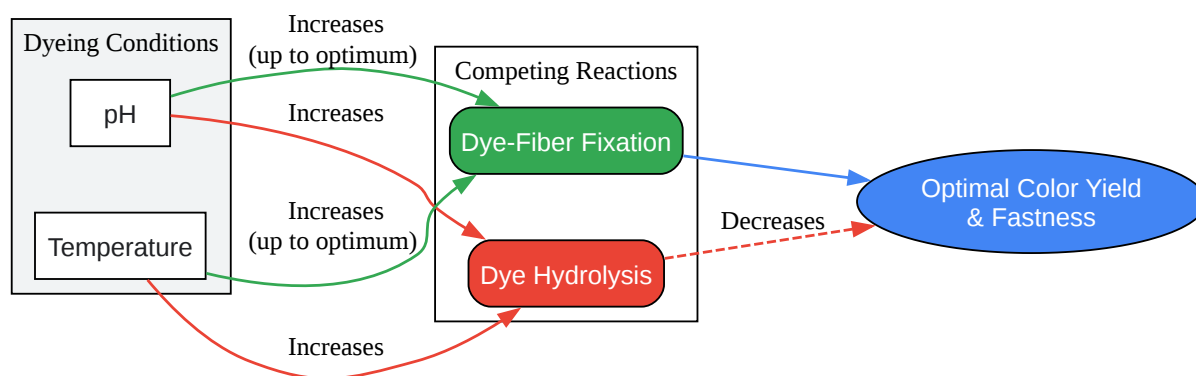 Dyeing Conditions
pH
Temperature
Increases
(up to optimum)
Increases
Increases
(up to optimum)
Increases
Competing Reactions
Dye-Fiber Fixation
Dye Hydrolysis
Decreases
Optimal Color Yield
& Fastness